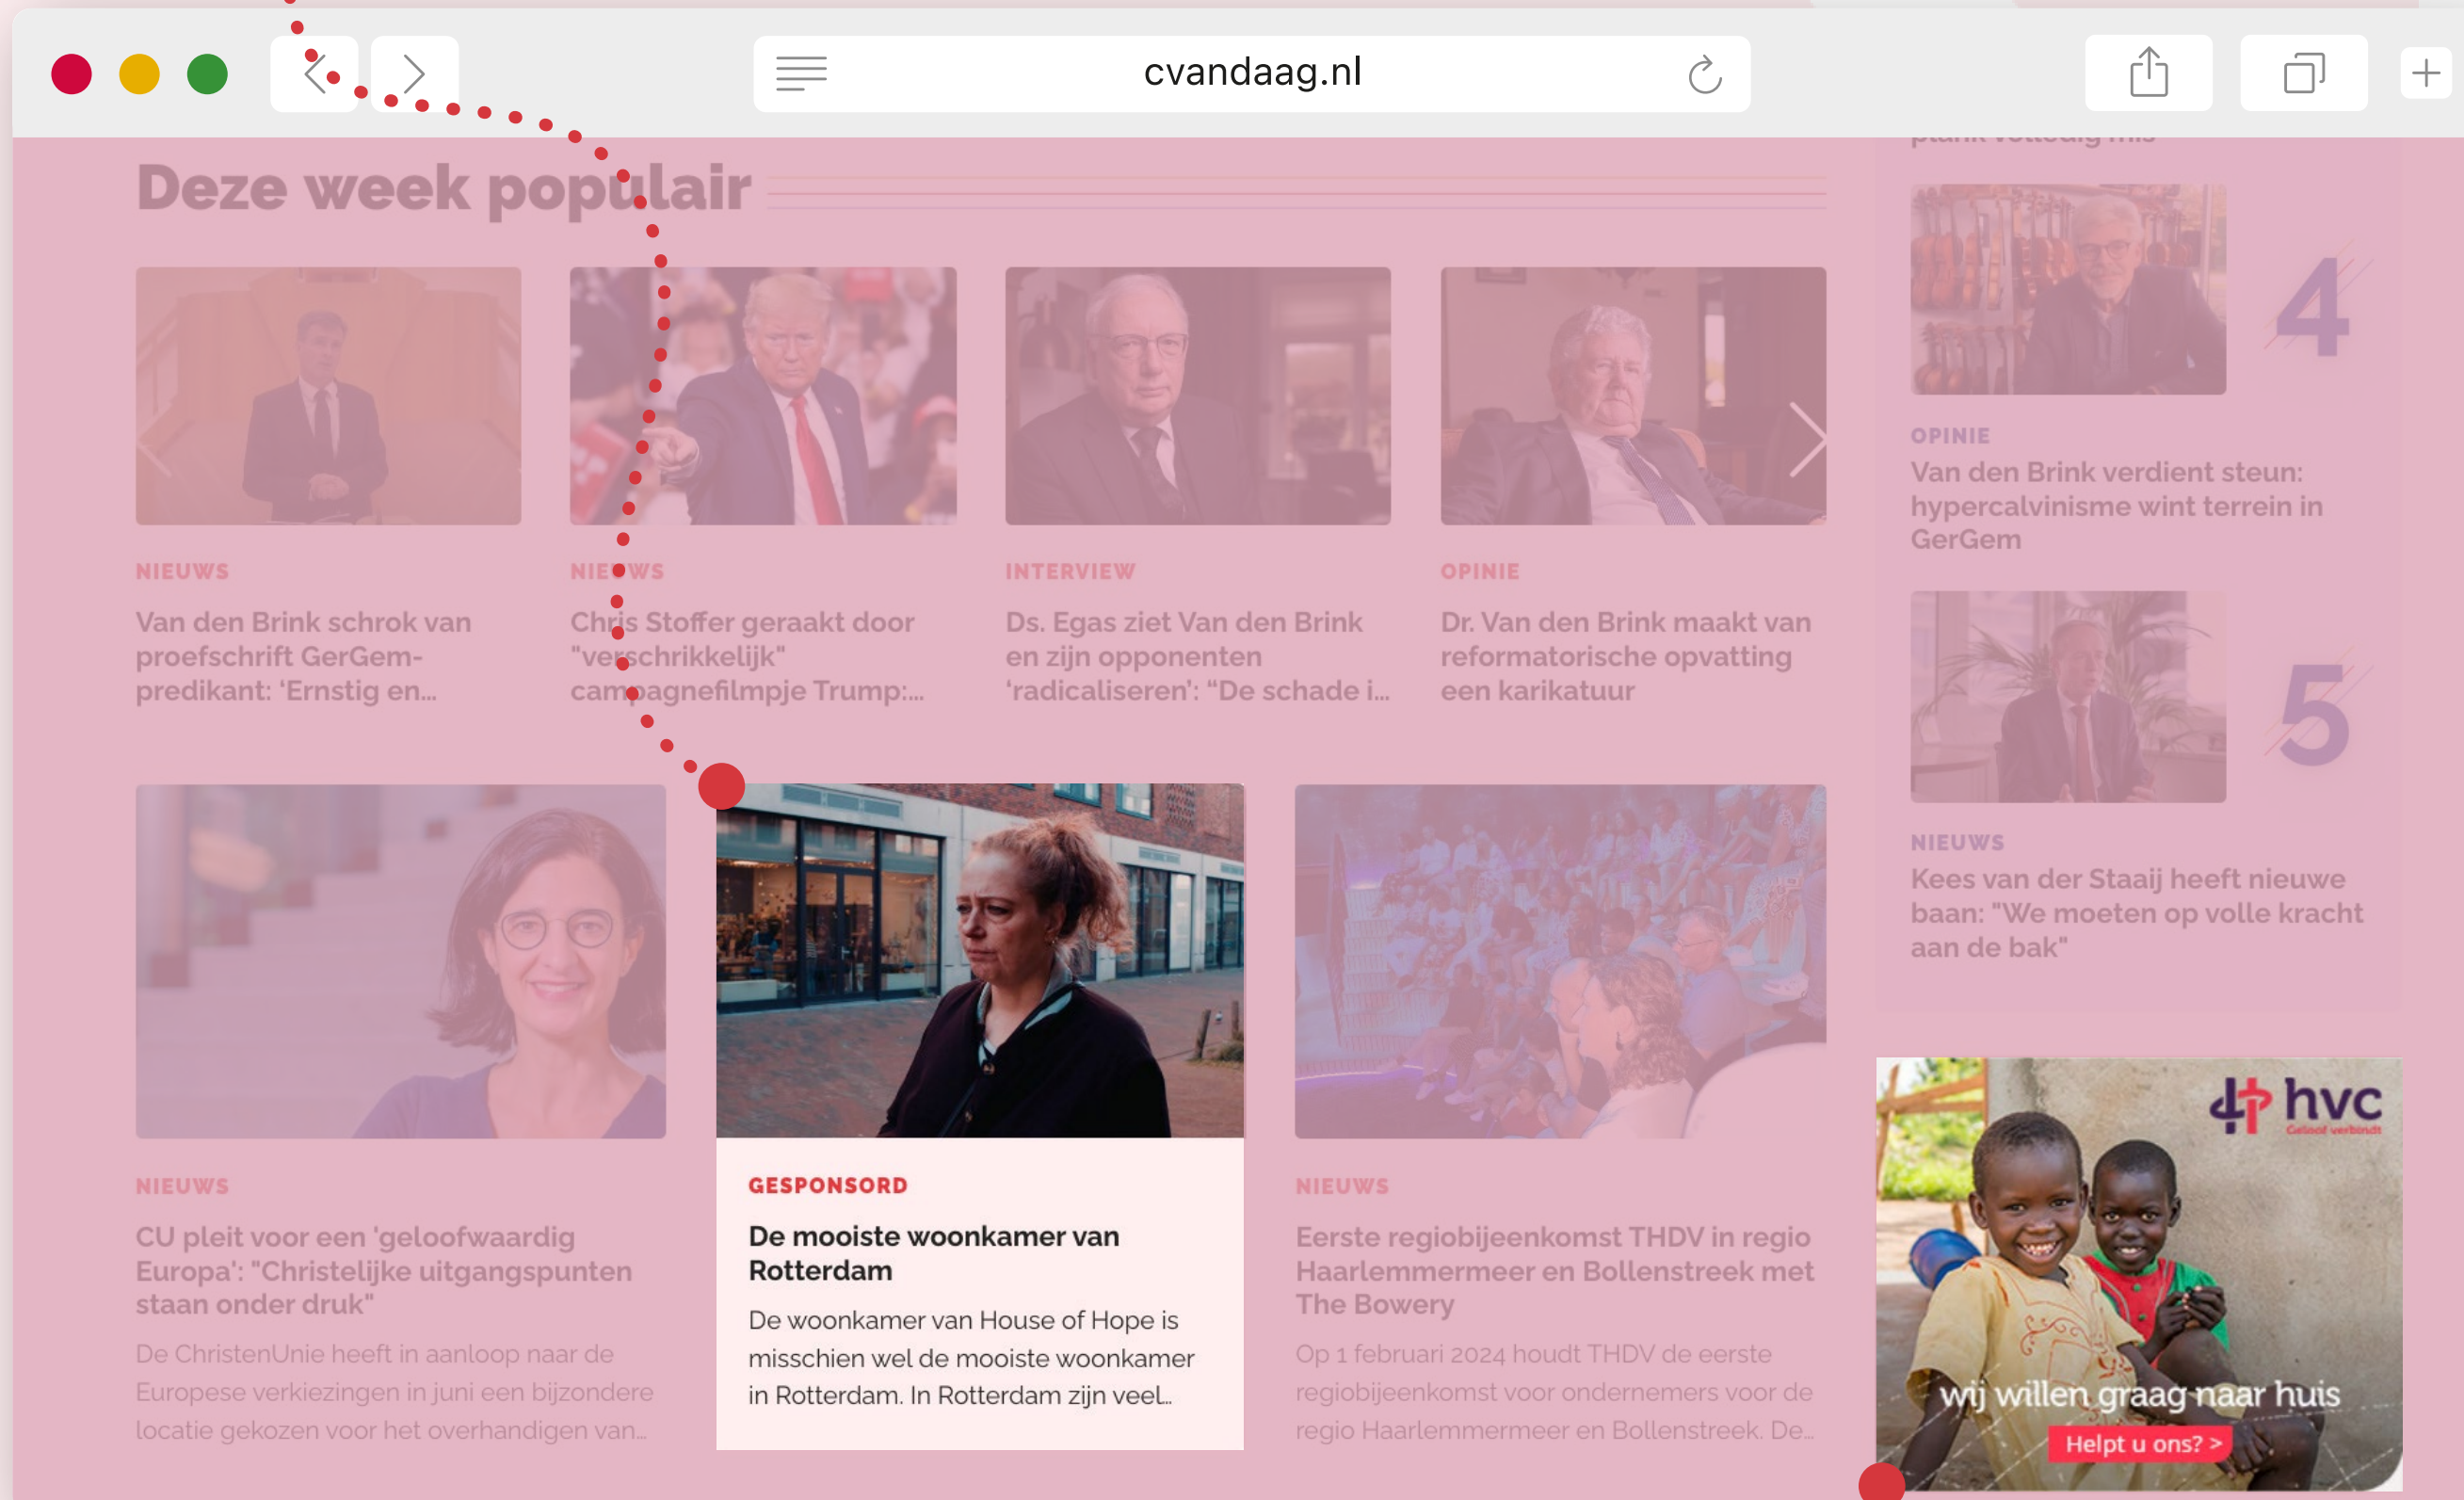 cvandaag.nl
Deze week populair
NIEUWS
Van den Brink schrok van
proefschrift GerGem-
predikant: ‘Ernstig en...
NIEUWS
Chris Stoffer geraakt door
"verschrikkelijk"
campagnefilmpje Trump:...
INTERVIEW
Ds. Egas ziet Van den Brink
en zijn opponenten
‘radicaliseren’: “De schade i...
OPINIE
Dr. Van den Brink maakt van
reformatorische opvatting
een karikatuur
NIEUWS
CU pleit voor een 'geloofwaardig
Europa': "Christelijke uitgangspunten
staan onder druk"
De ChristenUnie heeft in aanloop naar de
Europese verkiezingen in juni een bijzondere
locatie gekozen voor het overhandigen van...
GESPONSORD
De mooiste woonkamer van
Rotterdam
De woonkamer van House of Hope is
misschien wel de mooiste woonkamer
in Rotterdam. In Rotterdam zijn veel...
NIEUWS
Eerste regiobijeenkomst THDV in regio
Haarlemmermeer en Bollenstreek met
The Bowery
Op 1 februari 2024 houdt THDV de eerste
regiobijeenkomst voor ondernemers voor de
regio Haarlemmermeer en Bollenstreek. De...
plank volledig mis
4
OPINIE
Van den Brink verdient steun:
hypercalvinisme wint terrein in
GerGem
5
NIEUWS
Kees van der Staaij heeft nieuwe
baan: "We moeten op volle kracht
aan de bak"
hvc
Geloof verbindt
wij willen graag naar huis
Helpt u ons? >